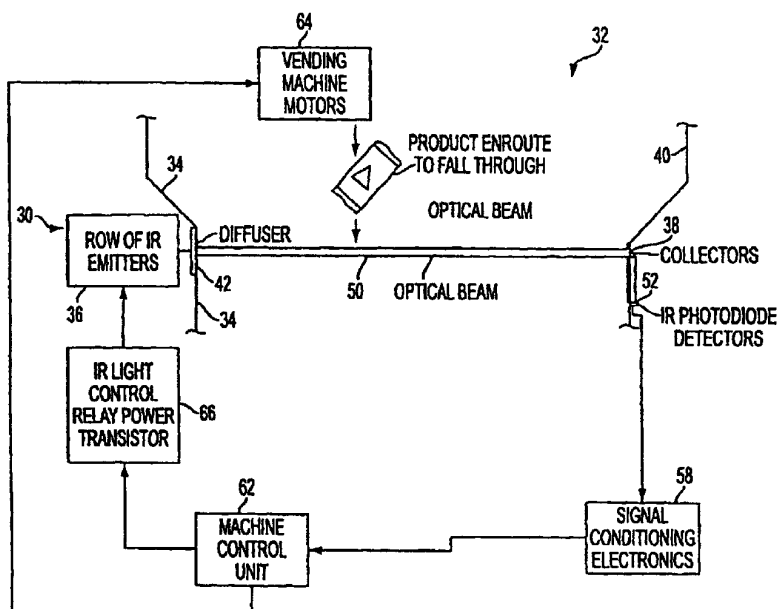 64
VENDING
MACHINE
MOTORS
32
PRODUCT ENROUTE
TO FALL THROUGH
OPTICAL BEAM
40
34
30
ROW OF IR
EMITTERS
36
DIFFUSER
42
34
50
OPTICAL BEAM
38
COLLECTORS
52
IR PHOTODIODE
DETECTORS
IR LIGHT
CONTROL
RELAY POWER
TRANSISTOR
66
62
MACHINE
CONTROL
UNIT
58
SIGNAL
CONDITIONING
ELECTRONICS